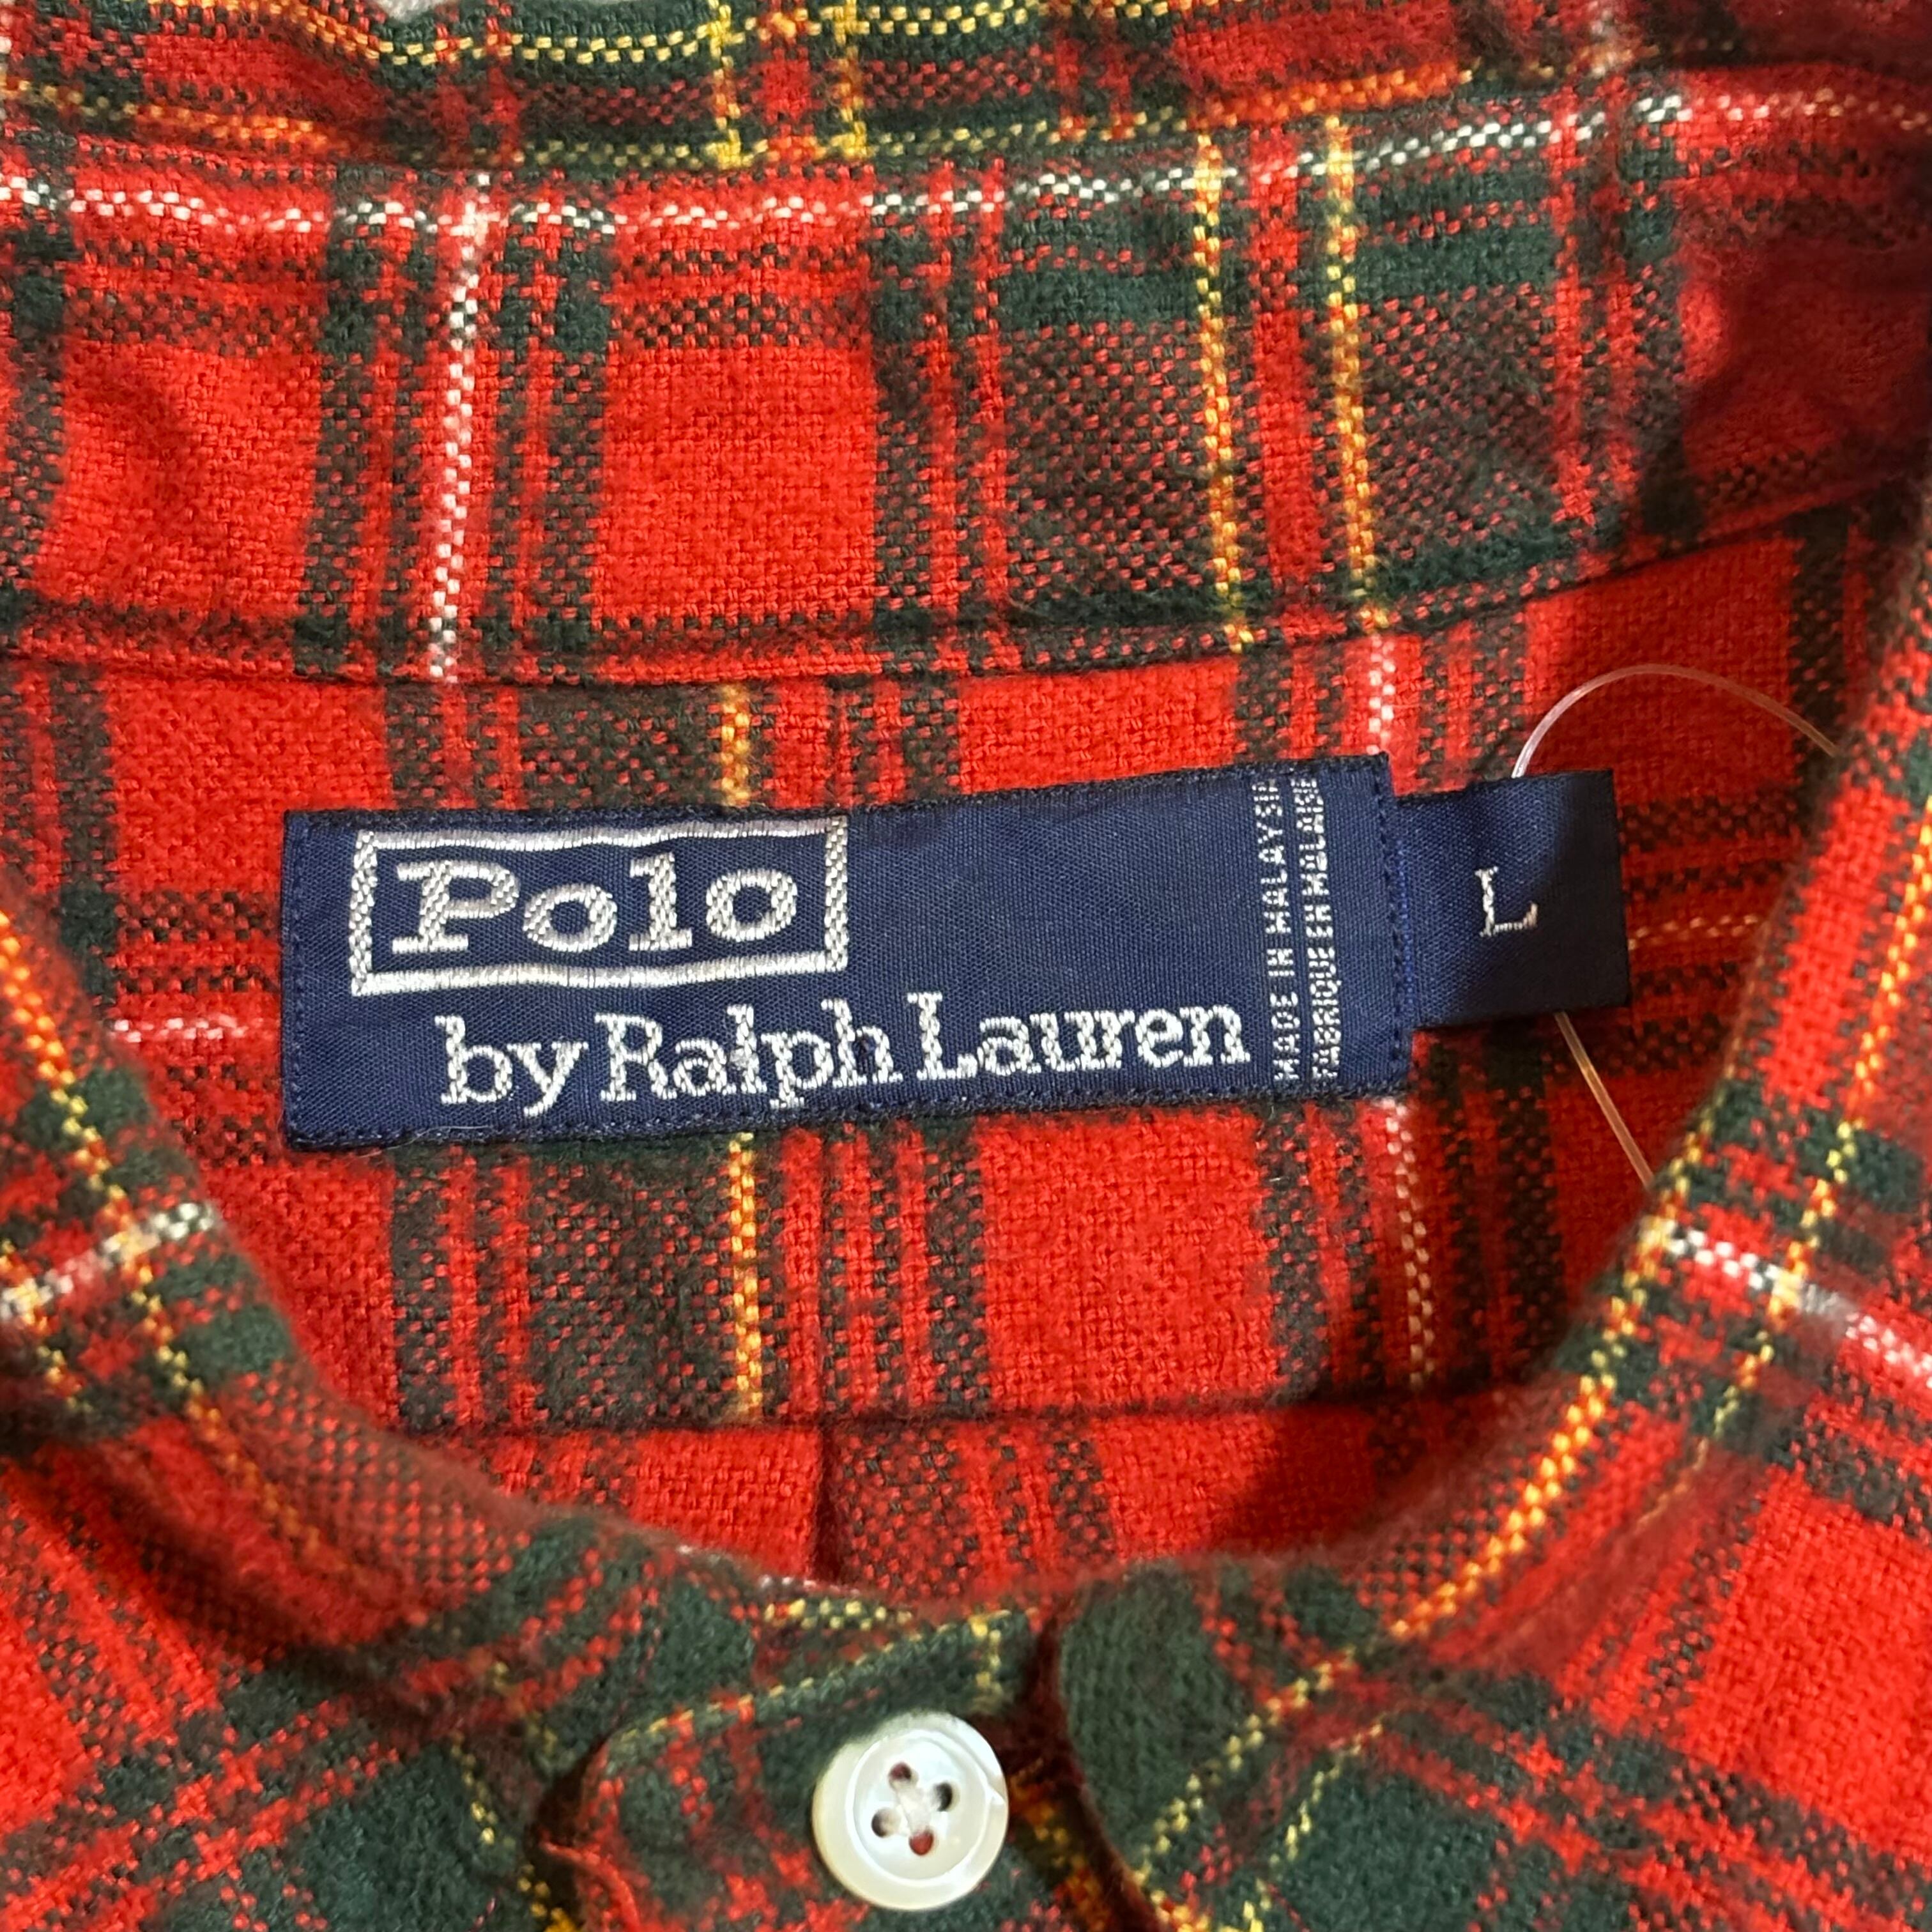 Polo
by Ralph Lauren
MADE IN MALAYSIA
FABRIQUE EN MALAISIE
L